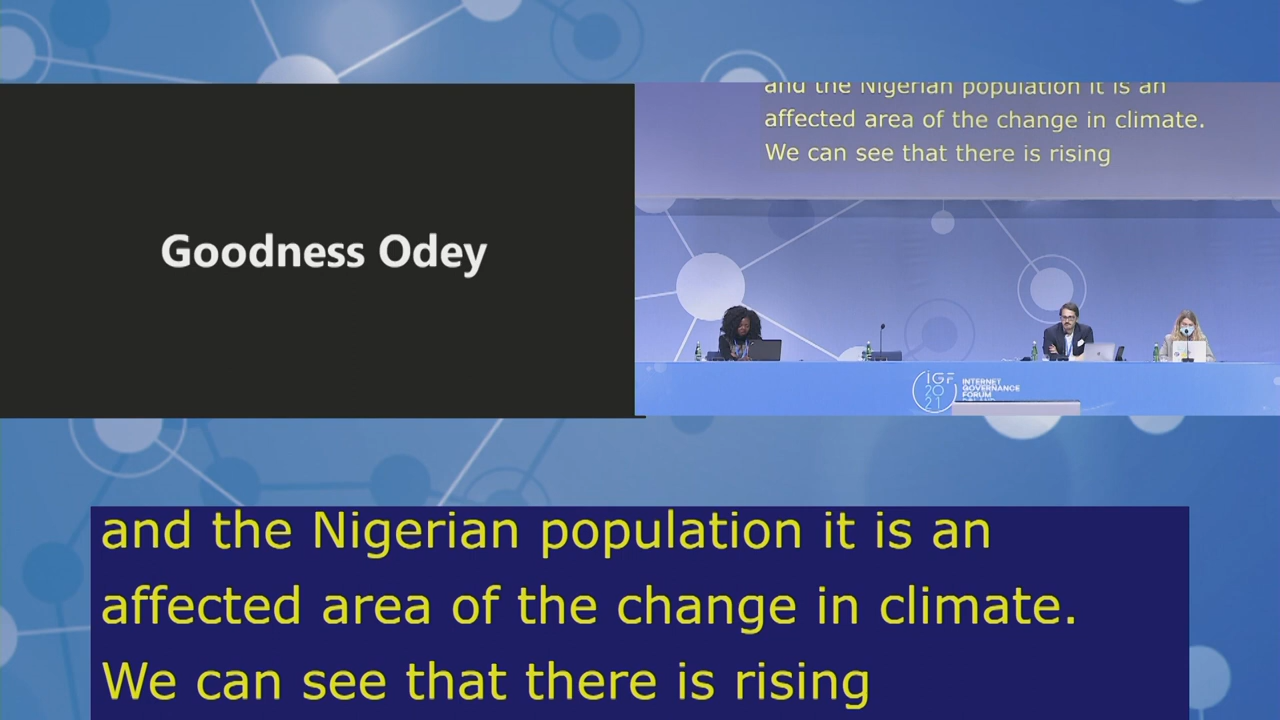 Goodness Odey
and the Nigerian population it is an
affected area of the change in climate.
We can see that there is rising
IGF
20
21
INTERNET
GOVERNANCE
FORUM
and the Nigerian population it is an
affected area of the change in climate.
We can see that there is rising